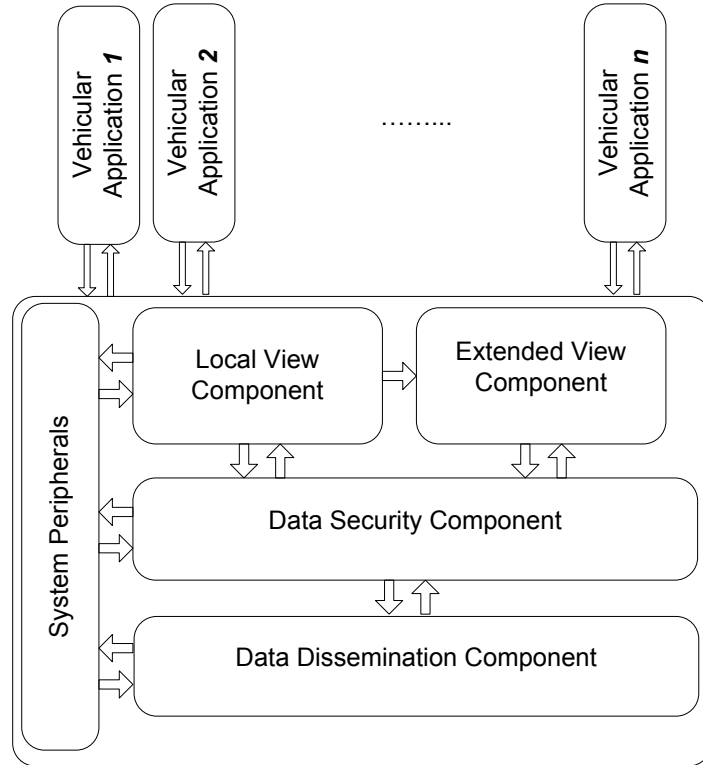 Vehicular
Application 1
Vehicular
Application 2
……...
Vehicular
Application n
System Peripherals
Local View
Component
Extended View
Component
Data Security Component
Data Dissemination Component